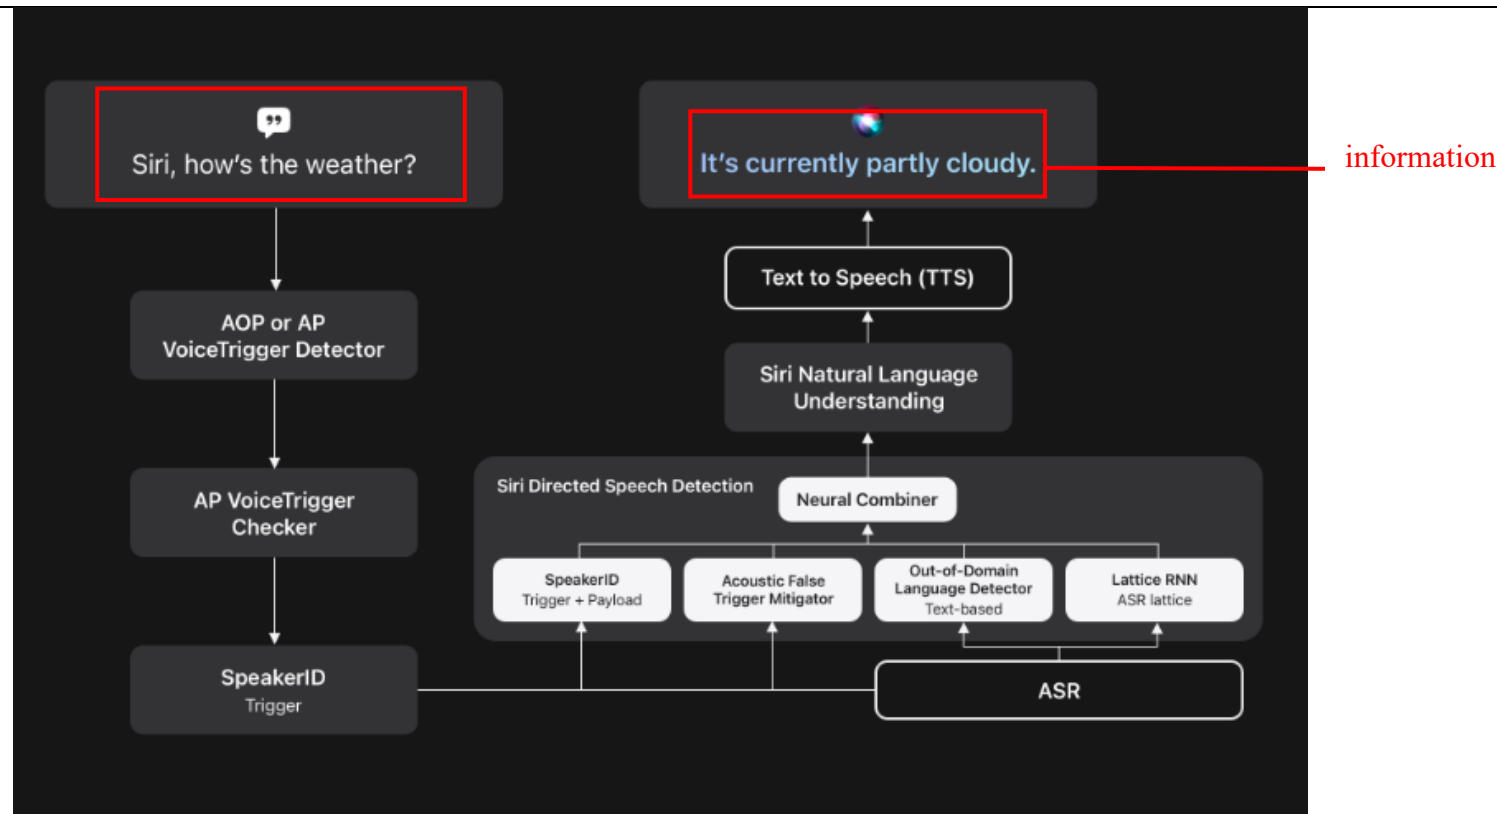 Siri, how's the weather?
It's currently partly cloudy.
information
Text to Speech (TTS)
AOP or AP
VoiceTrigger Detector
Siri Natural Language
Understanding
AP VoiceTrigger
Checker
Siri Directed Speech Detection
Neural Combiner
SpeakerID
Trigger + Payload
Acoustic False
Trigger Mitigator
Out-of-Domain
Language Detector
Text-based
Lattice RNN
ASR lattice
SpeakerID
Trigger
ASR